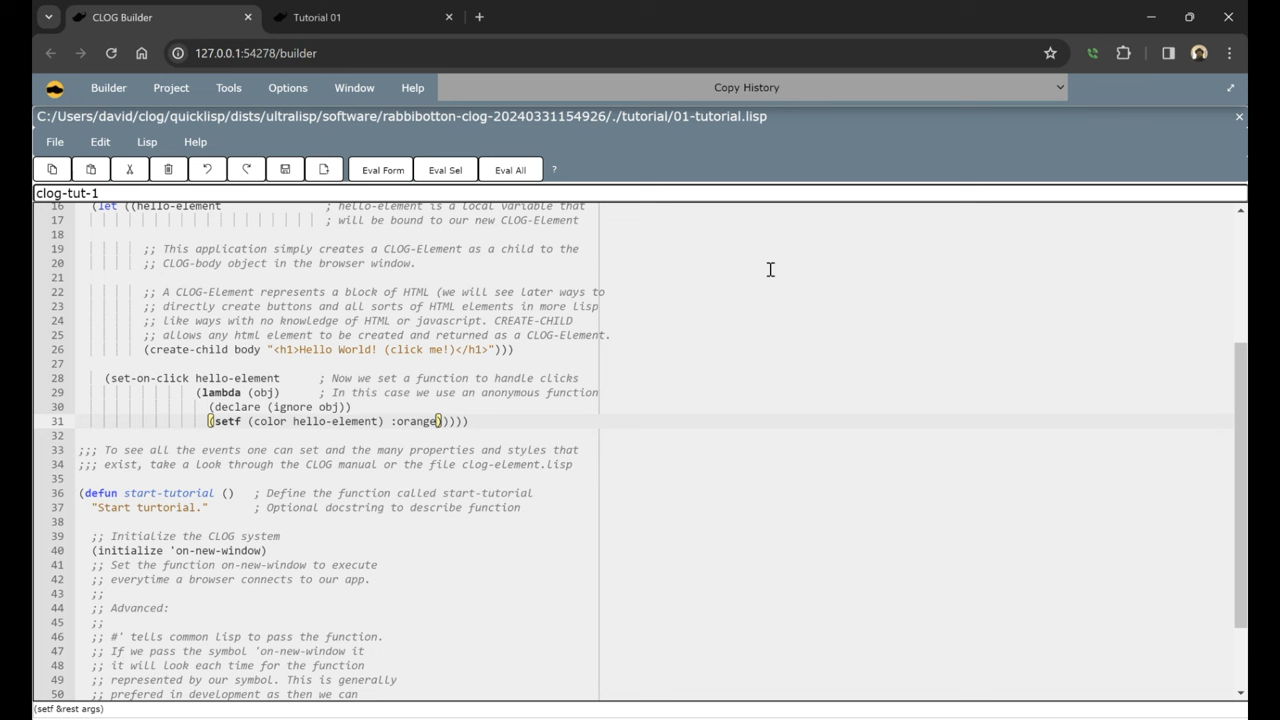 CLOG Builder
Tutorial 01
127.0.0.1:54278/builder
Builder Project Tools Options Window Help Copy History
C:/Users/david/clog/quicklisp/dists/ultralisp/software/rabbibotton-clog-20240331154926/./tutorial/01-tutorial.lisp
File Edit Lisp Help
Eval Form Eval Sel Eval All ?
clog-tut-1
16 (let ((hello-element ; hello-element is a local variable that
17 ; will be bound to our new CLOG-ELement
18
19 ;; This application simply creates a CLOG-Element as a child to the
20 ;; CLOG-body object in the browser window.
21
22 ;; A CLOG-Element represents a block of HTML (we will see later ways to
23 ;; directly create buttons and all sorts of HTML elements in more lisp
24 ;; like ways with no knowledge of HTML or javascript. CREATE-CHILD
25 ;; allows any html element to be created and returned as a CLOG-Element.
26 (create-child body "<h1>Hello World! (click me!)</h1>")))
27
28 (set-on-click hello-element ; Now we set a function to handle clicks
29 (lambda (obj) ; In this case we use an anonymous function
30 (declare (ignore obj))
31 (setf (color hello-element) :orange)))))
32
33 ;;; To see all the events one can set and the many properties and styles that
34 ;;; exist, take a look through the CLOG manual or the file clog-element.lisp
35
36 (defun start-tutorial () ; Define the function called start-tutorial
37 "Start turtorial." ; Optional docstring to describe function
38
39 ;; Initialize the CLOG system
40 (initialize 'on-new-window)
41 ;; Set the function on-new-window to execute
42 ;; everytime a browser connects to our app.
43 ;;
44 ;; Advanced:
45 ;;
46 ;; #' tells common lisp to pass the function.
47 ;; If we pass the symbol 'on-new-window it
48 ;; it will look each time for the function
49 ;; represented by our symbol. This is generally
50 ;; prefered in development as then we can
(setf &rest args)